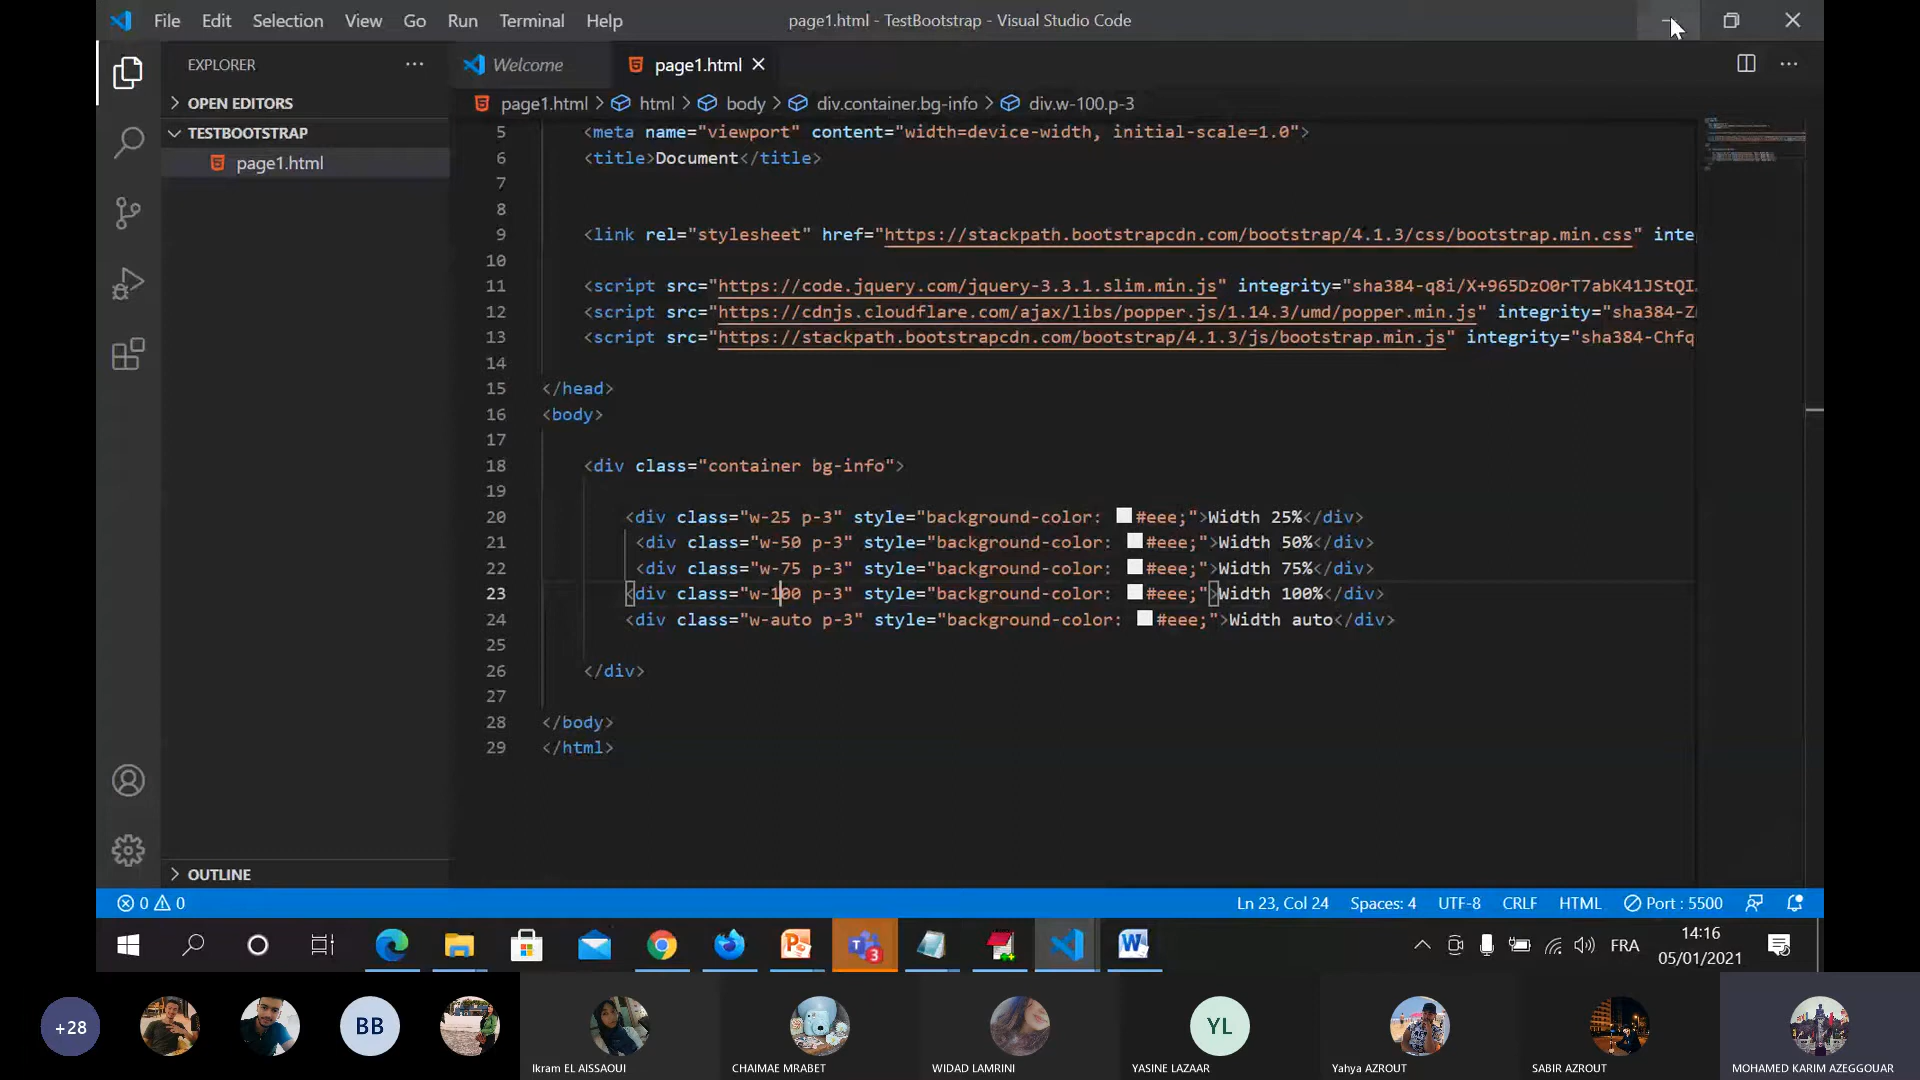 File Edit Selection View Go Run Terminal Help page1.html - TestBootstrap - Visual Studio Code
EXPLORER ··· Welcome page1.html
OPEN EDITORS
page1.html > html > body > div.container.bg-info > div.w-100.p-3
TESTBOOTSTRAP
page1.html
5 <meta name="viewport" content="width=device-width, initial-scale=1.0">
6 <title>Document</title>
7
8
9 <link rel="stylesheet" href="https://stackpath.bootstrapcdn.com/bootstrap/4.1.3/css/bootstrap.min.css" inte
10
11 <script src="https://code.jquery.com/jquery-3.3.1.slim.min.js" integrity="sha384-q8i/X+965DzO0rT7abK41JStQI
12 <script src="https://cdnjs.cloudflare.com/ajax/libs/popper.js/1.14.3/umd/popper.min.js" integrity="sha384-Z
13 <script src="https://stackpath.bootstrapcdn.com/bootstrap/4.1.3/js/bootstrap.min.js" integrity="sha384-Chfq
14
15 </head>
16 <body>
17
18 <div class="container bg-info">
19
20 <div class="w-25 p-3" style="background-color: #eee;">Width 25%</div>
21 <div class="w-50 p-3" style="background-color: #eee;">Width 50%</div>
22 <div class="w-75 p-3" style="background-color: #eee;">Width 75%</div>
23 <div class="w-100 p-3" style="background-color: #eee;">Width 100%</div>
24 <div class="w-auto p-3" style="background-color: #eee;">Width auto</div>
25
26 </div>
27
28 </body>
29 </html>
OUTLINE
0 0 Ln 23, Col 24 Spaces: 4 UTF-8 CRLF HTML Port : 5500
3 FRA 14:16
05/01/2021
+28 BB YL
Ikram EL AISSAOUI CHAIMAE MRABET WIDAD LAMRINI YASINE LAZAAR Yahya AZROUT SABIR AZROUT MOHAMED KARIM AZEGGOUAR